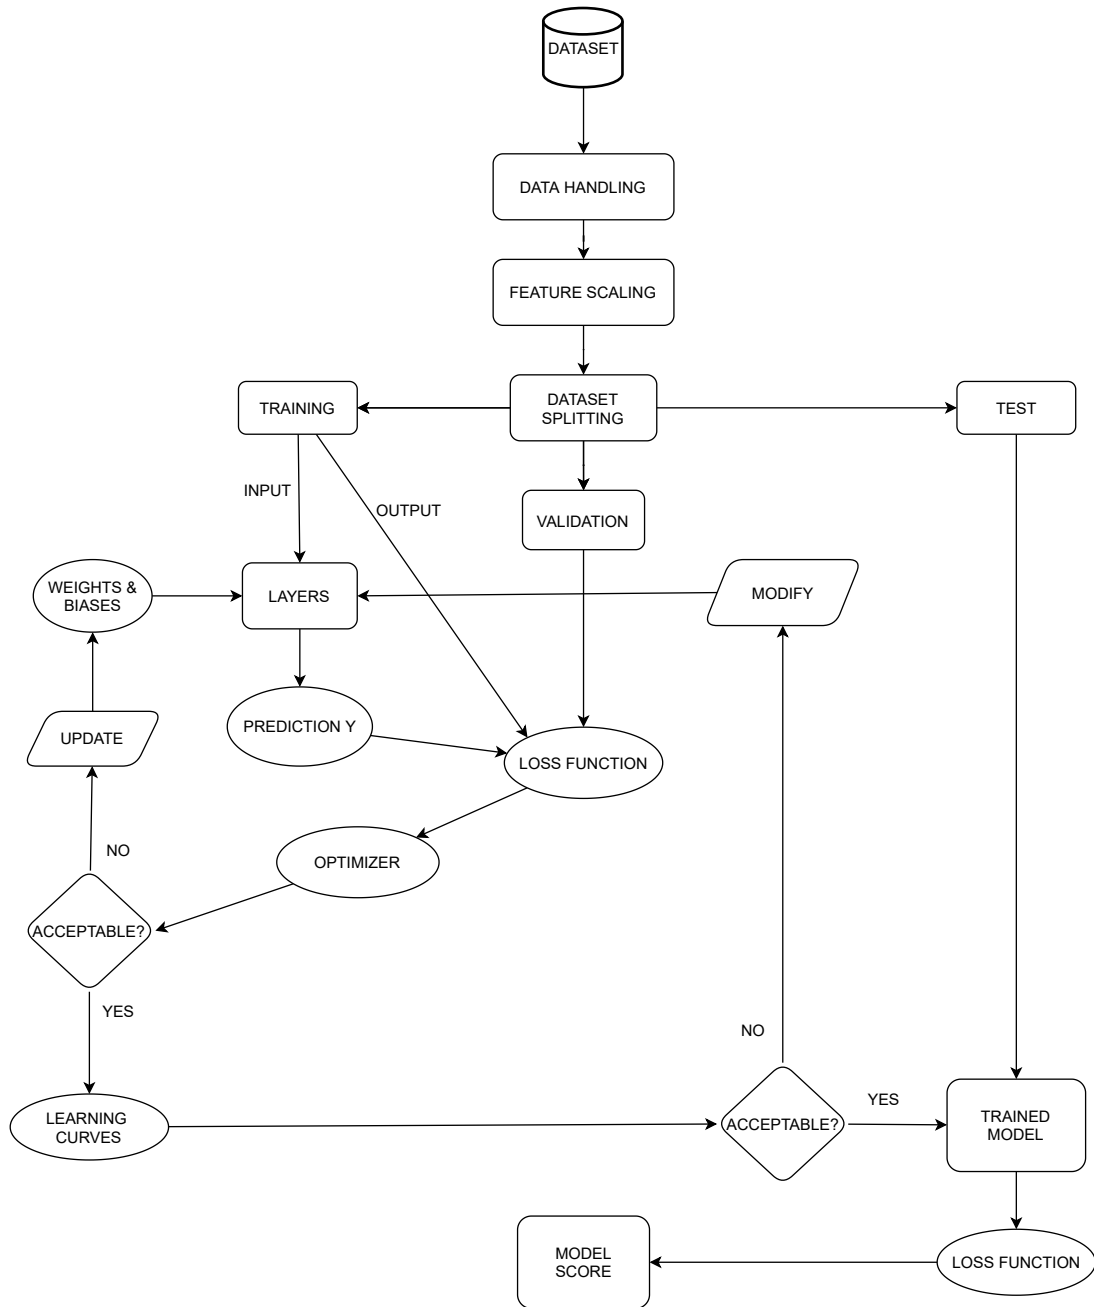 DATASET
DATA HANDLING
FEATURE SCALING
TRAINING
DATASET
SPLITTING
TEST
INPUT
OUTPUT
VALIDATION
WEIGHTS &
BIASES
LAYERS
MODIFY
UPDATE
PREDICTION Y
LOSS FUNCTION
NO
OPTIMIZER
ACCEPTABLE?
YES
NO
LEARNING
CURVES
ACCEPTABLE?
YES
TRAINED
MODEL
MODEL
SCORE
LOSS FUNCTION